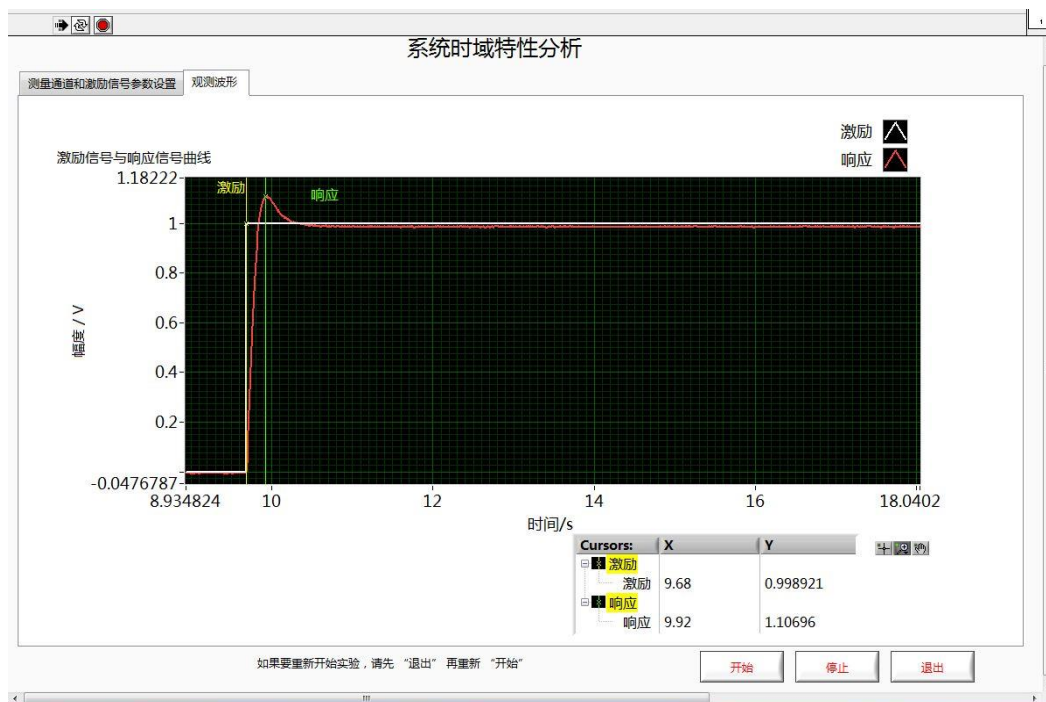 1
系统时域特性分析
测量通道和激励信号参数设置 观测波形
激励
响应
激励信号与响应信号曲线
1.18222
激励
响应
1
0.8
0.6
0.4
0.2
-0.0476787
幅度 / V
8.934824 10 12 14 16 18.0402
时间/s
Cursors: X Y
激励
激励 9.68 0.998921
响应
响应 9.92 1.10696
如果要重新开始实验，请先 “退出” 再重新 “开始”
开始 停止 退出